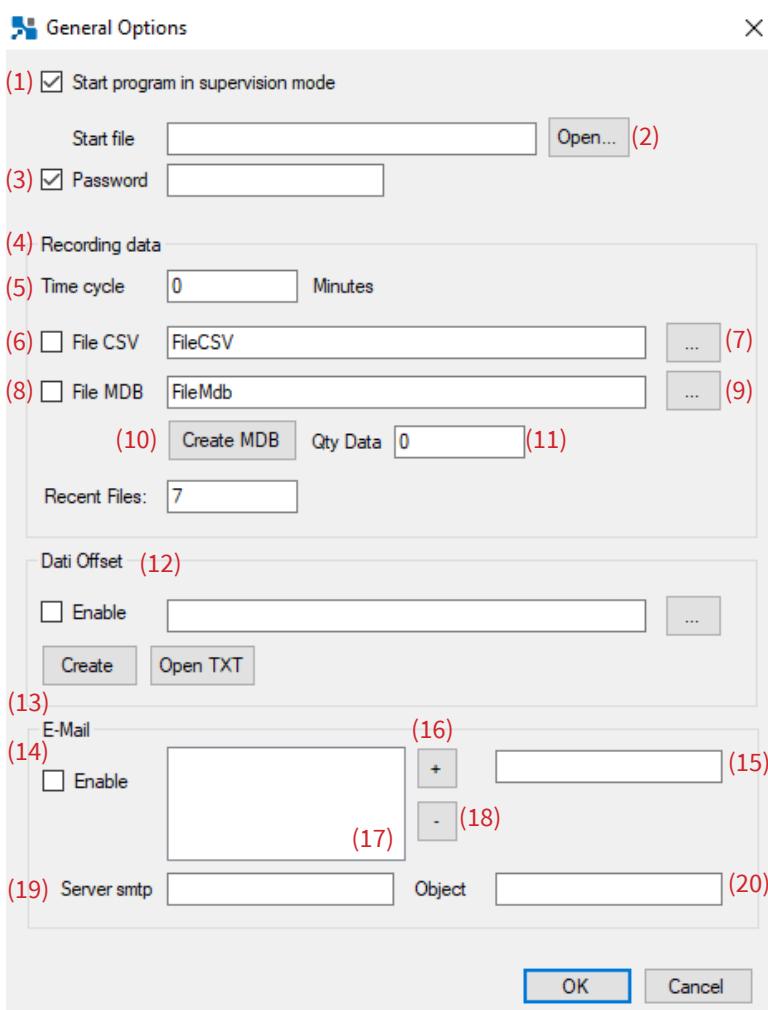 General Options
(1) Start program in supervision mode
Start file Open... (2)
(3) Password
(4) Recording data
(5) Time cycle 0 Minutes
(6) File CSV FileCSV ... (7)
(8) File MDB FileMdb ... (9)
(10) Create MDB Qty Data 0 (11)
Recent Files: 7
Dati Offset (12)
Enable ...
Create Open TXT
(13)
E-Mail (16)
(14) + (15)
Enable
- (18)
(17)
(19) Server smtp Object (20)
OK Cancel